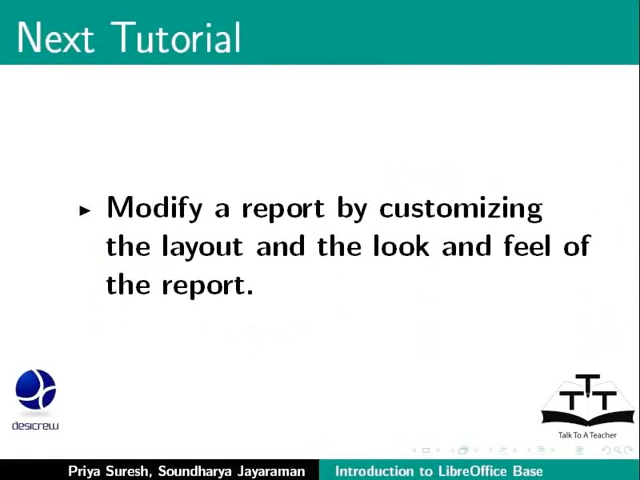 Next Tutorial
Modify a report by customizing
the layout and the look and feel of
the report.
desicrew
T T T
Talk To A Teacher
Priya Suresh, Soundharya Jayaraman Introduction to LibreOffice Base